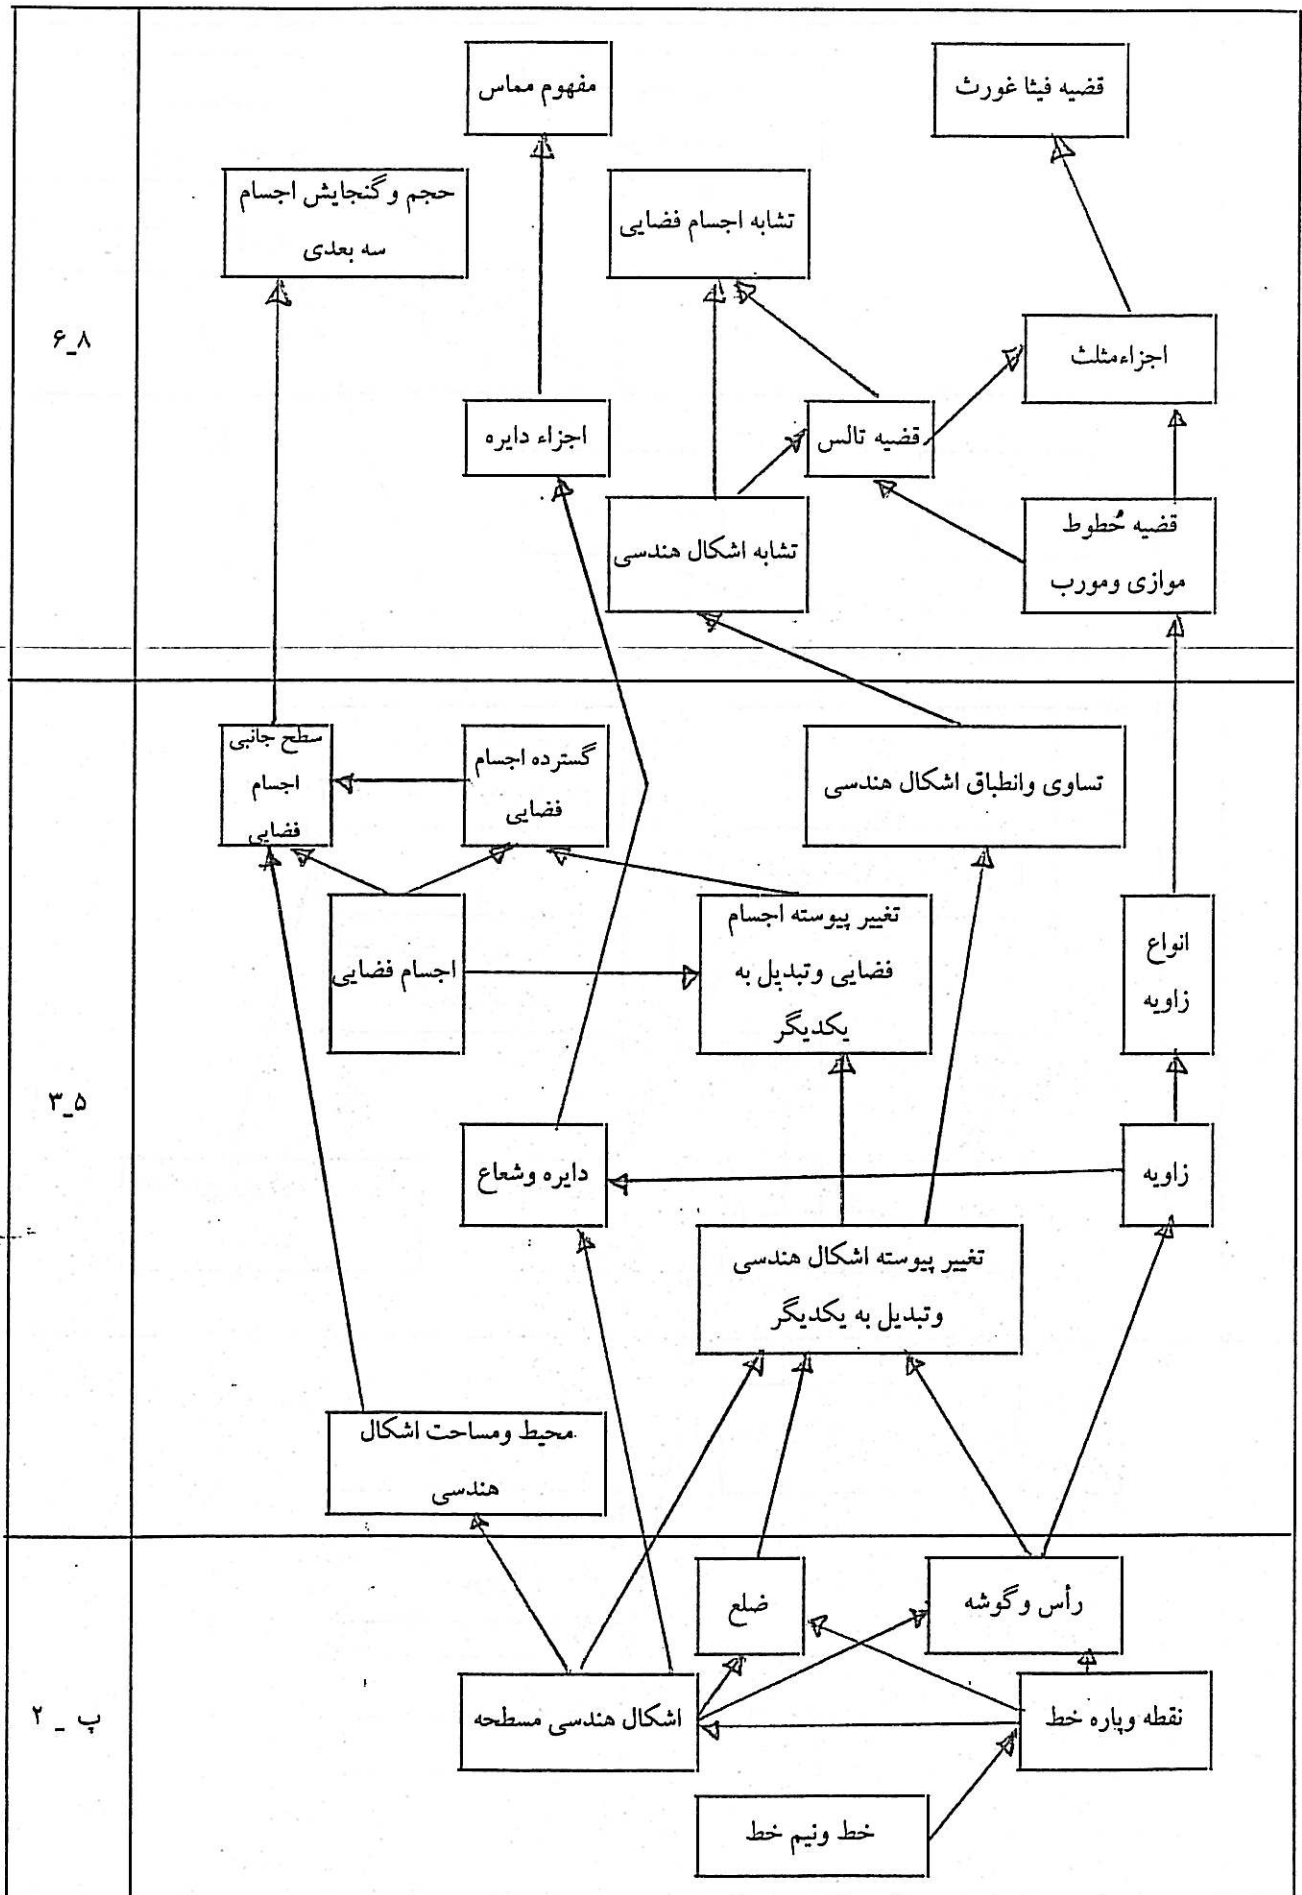 قضیه فیثا غورث
مفهوم مماس
تشابه اجسام فضایی
حجم و گنجایش اجسام
سه بعدی
۶_۸
اجزاءمثلث
قضیه تالس
اجزاء دایره
قضیه خطوط
موازی ومورب
تشابه اشکال هندسی
تساوی وانطباق اشکال هندسی
گسترده اجسام
فضایی
سطح جانبی
اجسام
فضایی
انواع
زاویه
تغییر پیوسته اجسام
فضایی وتبدیل به
یکدیگر
اجسام فضایی
۳_۵
زاویه
دایره وشعاع
تغییر پیوسته اشکال هندسی
وتبدیل به یکدیگر
محیط ومساحت اشکال
هندسی
رأس وگوشه
ضلع
نقطه وپاره خط
اشکال هندسی مسطحه
پ _ ۲
خط ونیم خط